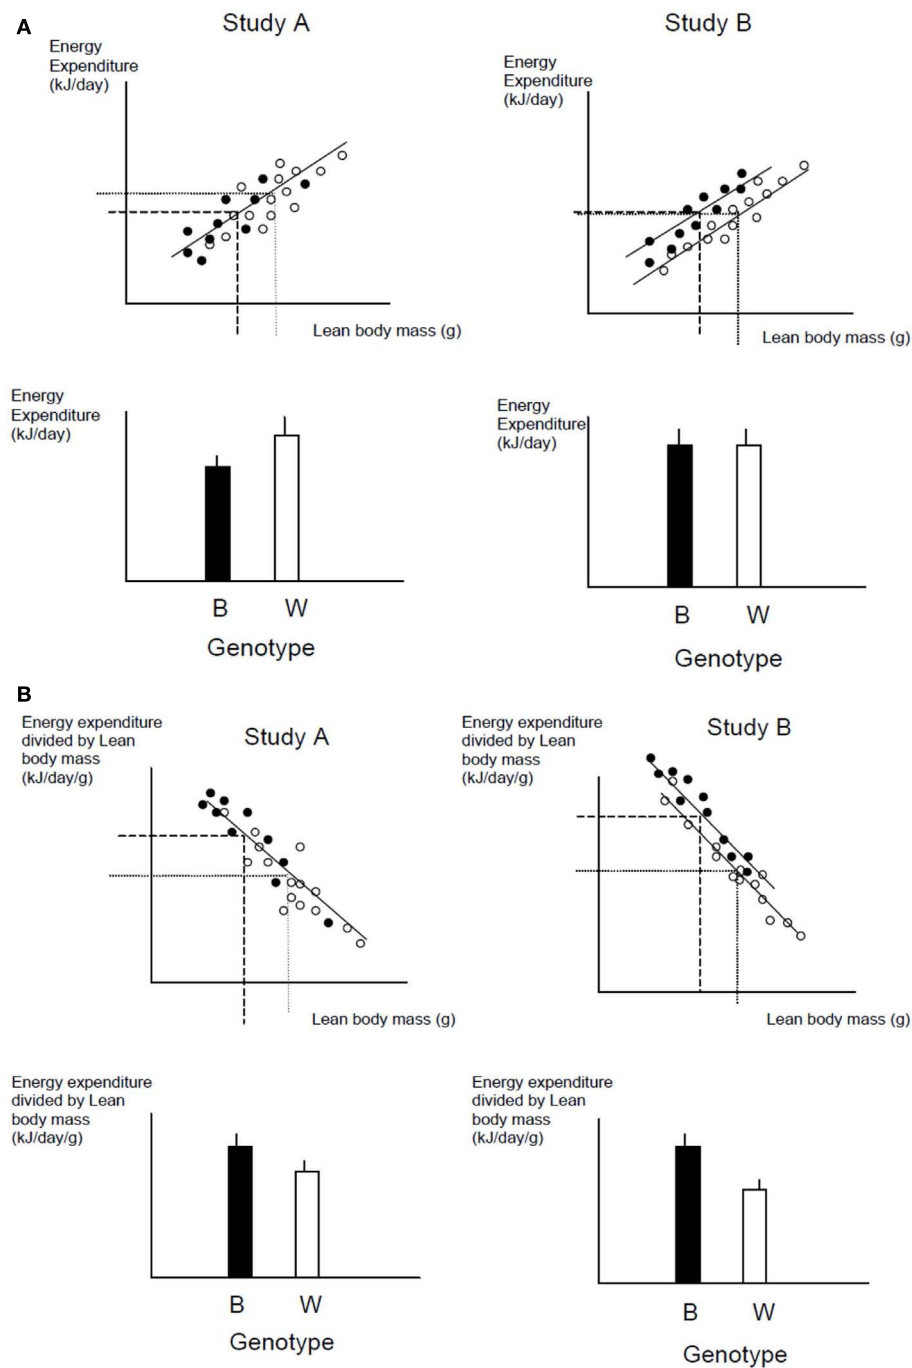 A
Study A
Energy
Expenditure
(kJ/day)
Lean body mass (g)
Study B
Energy
Expenditure
(kJ/day)
Lean body mass (g)
Energy
Expenditure
(kJ/day)
B W
Genotype
Energy
Expenditure
(kJ/day)
B W
Genotype
B
Energy expenditure
divided by Lean
body mass
(kJ/day/g)
Study A
Lean body mass (g)
Energy expenditure
divided by Lean
body mass
(kJ/day/g)
Study B
Lean body mass (g)
Energy expenditure
divided by Lean
body mass
(kJ/day/g)
B W
Genotype
Energy expenditure
divided by Lean
body mass
(kJ/day/g)
B W
Genotype